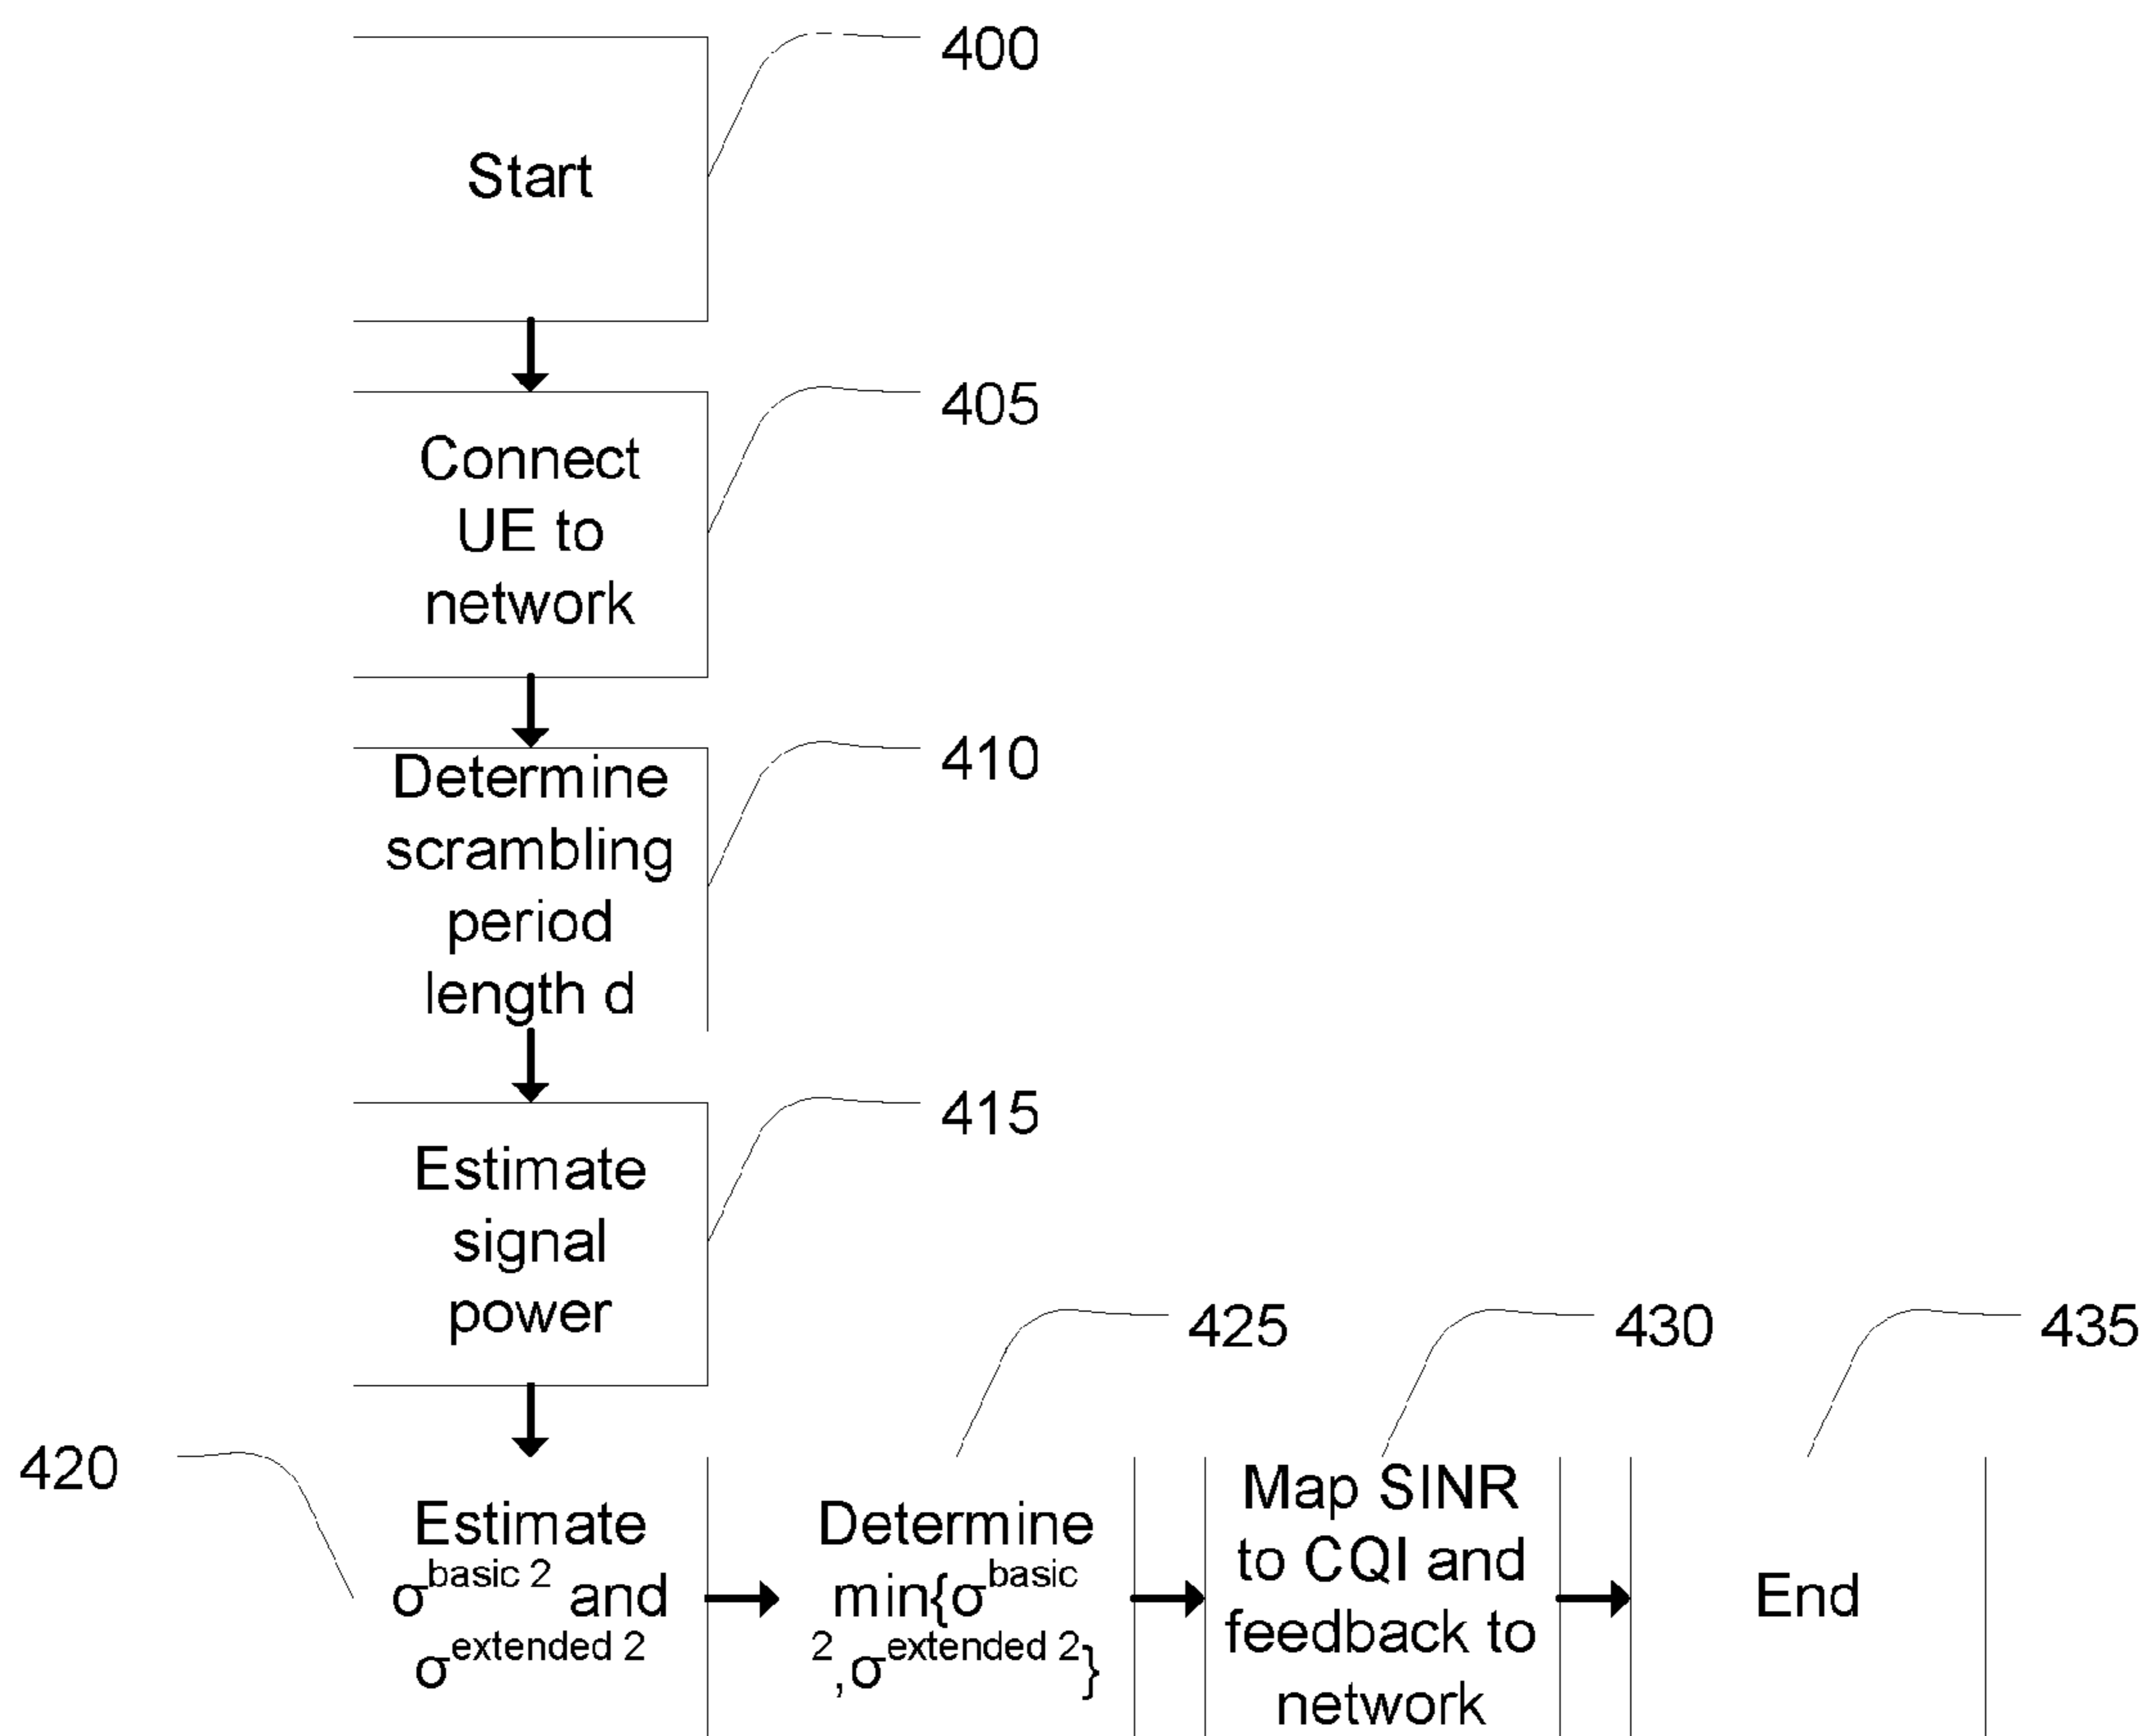 Start
400
Connect
UE to
network
405
Determine
scrambling
period
length d
410
Estimate
signal
power
415
420
Estimate
σ^basic 2 and
σ^extended 2
425
Determine
min{σ^basic
^2,σ^extended 2}
430
Map SINR
to CQI and
feedback to
network
435
End